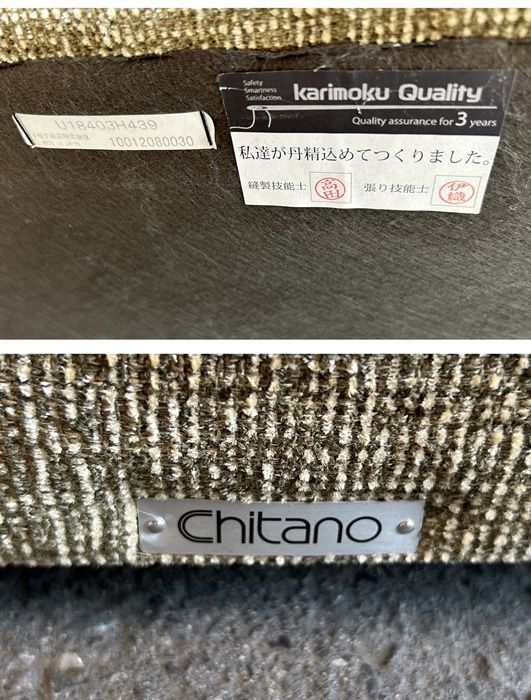 U18403H439
10012080030
Safety
Smartness
Satisfaction
karimoku Quality
Quality assurance for 3 years
私達が丹精込めてつくりました。
縫製技能士 高田 張り技能士 伊織
Chitano